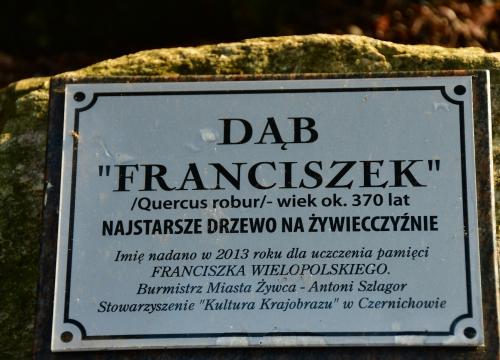 DĄB
"FRANCISZEK"
/Quercus robur/- wiek ok. 370 lat
NAJSTARSZE DRZEWO NA ŻYWIECCZYŹNIE
Imię nadano w 2013 roku dla uczczenia pamięci
FRANCISZKA WIELOPOLSKIEGO.
Burmistrz Miasta Żywca - Antoni Szlagor
Stowarzyszenie "Kultura Krajobrazu" w Czernichowie